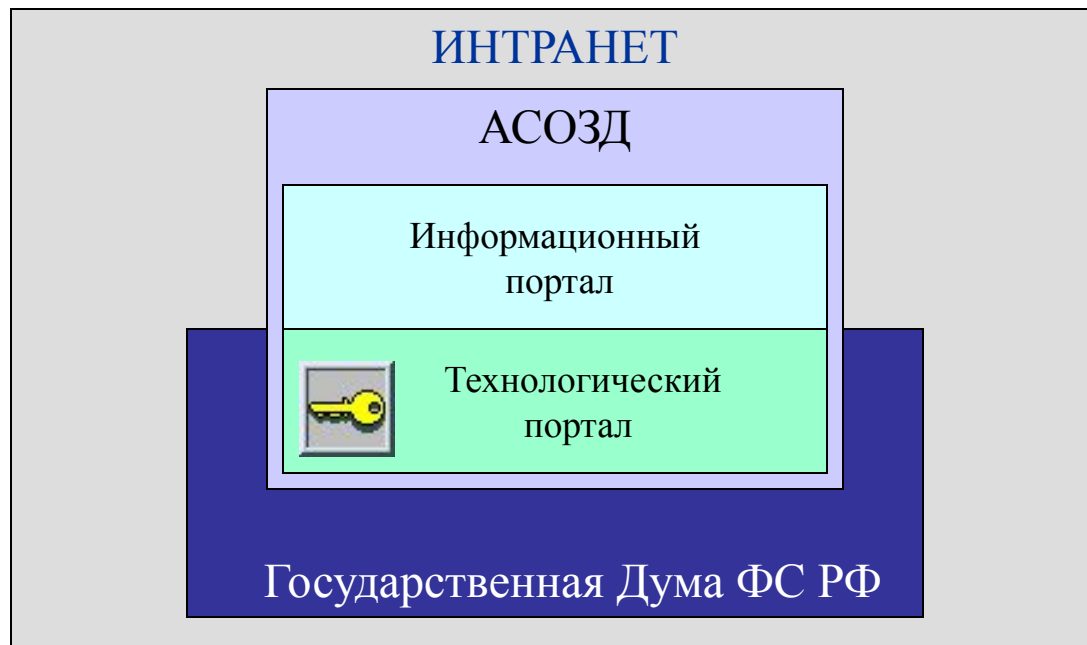 ИНТРАНЕТ
АСОЗД
Информационный
портал
Технологический
портал
Государственная Дума ФС РФ